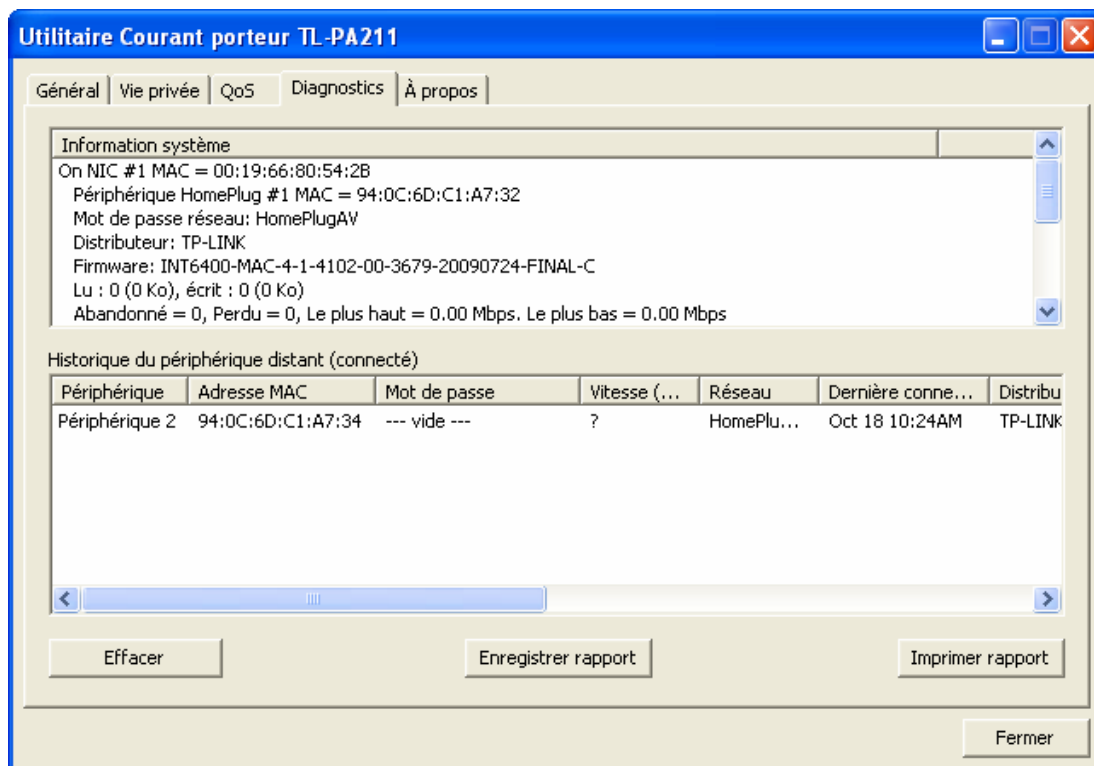 Utilitaire Courant porteur TL-PA211
Général Vie privée QoS Diagnostics À propos
Information système
On NIC #1 MAC = 00:19:66:80:54:2B
Périphérique HomePlug #1 MAC = 94:0C:6D:C1:A7:32
Mot de passe réseau: HomePlugAV
Distributeur: TP-LINK
Firmware: INT6400-MAC-4-1-4102-00-3679-20090724-FINAL-C
Lu : 0 (0 Ko), écrit : 0 (0 Ko)
Abandonné = 0, Perdu = 0, Le plus haut = 0.00 Mbps. Le plus bas = 0.00 Mbps
Historique du périphérique distant (connecté)
Périphérique Adresse MAC Mot de passe Vitesse (... Réseau Dernière conne... Distribu
Périphérique 2 94:0C:6D:C1:A7:34 --- vide --- ? HomePlu... Oct 18 10:24AM TP-LINK
Effacer Enregistrer rapport Imprimer rapport
Fermer